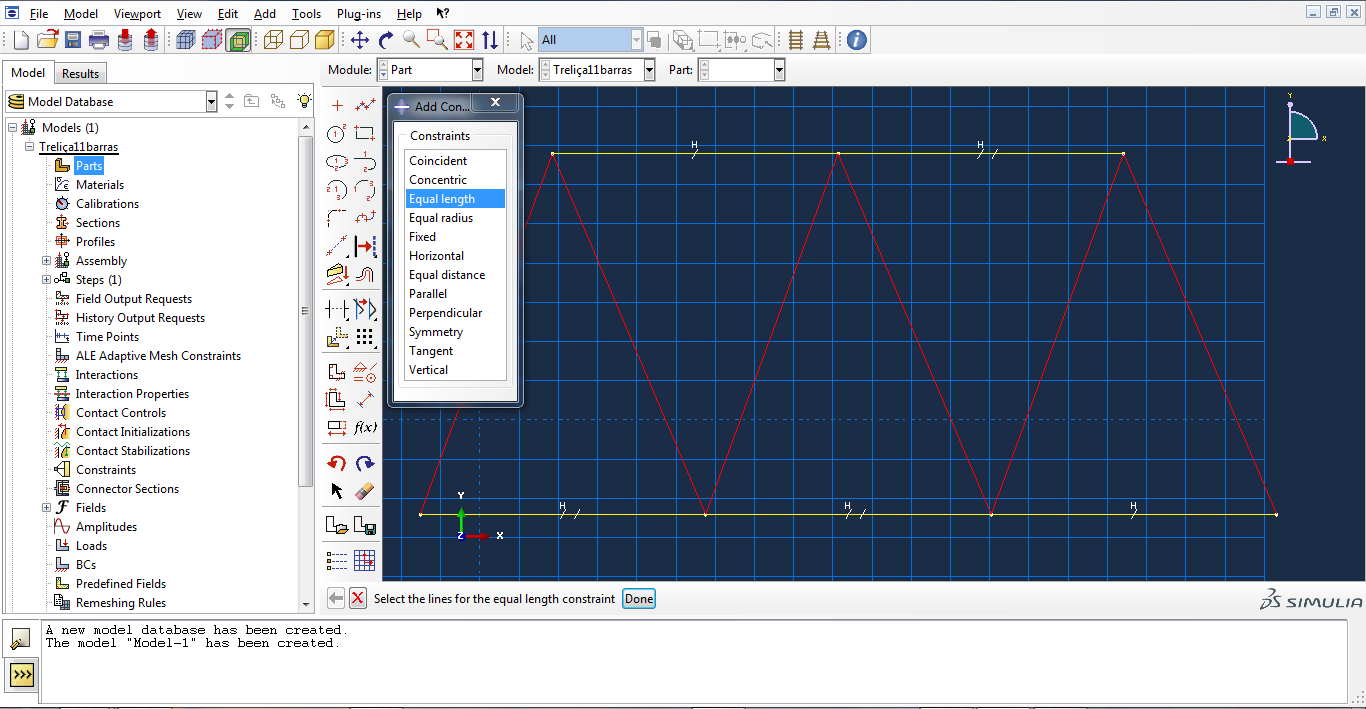 File Model Viewport View Edit Add Tools Plug-ins Help
All
Model Results
Module: Part Model: Treliça11barras Part:
Model Database
Models (1)
Treliça11barras
Parts
Materials
Calibrations
Sections
Profiles
Assembly
Steps (1)
Field Output Requests
History Output Requests
Time Points
ALE Adaptive Mesh Constraints
Interactions
Interaction Properties
Contact Controls
Contact Initializations
Contact Stabilizations
Constraints
Connector Sections
Fields
Amplitudes
Loads
BCs
Predefined Fields
Remeshing Rules
f(x)
Add Con...
Constraints
Coincident
Concentric
Equal length
Equal radius
Fixed
Horizontal
Equal distance
Parallel
Perpendicular
Symmetry
Tangent
Vertical
H H
H H H
Y
Z X
Y
X
Select the lines for the equal length constraint Done
SIMULIA
A new model database has been created.
The model "Model-1" has been created.
>>>